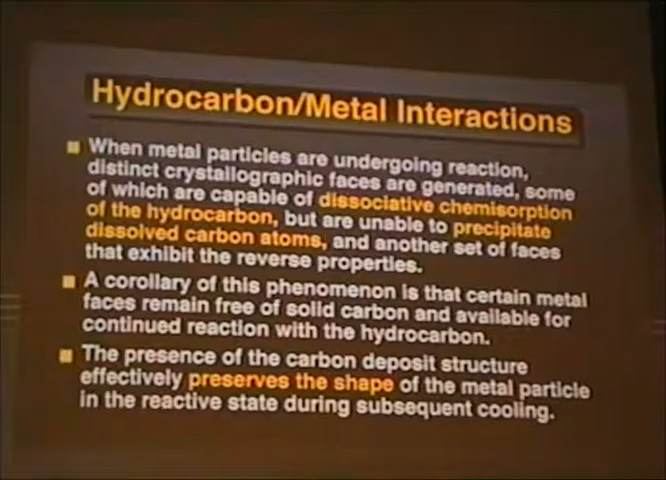 Hydrocarbon/Metal Interactions
When metal particles are undergoing reaction,
distinct crystallographic faces are generated, some
of which are capable of dissociative chemisorption
of the hydrocarbon, but are unable to precipitate
dissolved carbon atoms, and another set of faces
that exhibit the reverse properties.
A corollary of this phenomenon is that certain metal
faces remain free of solid carbon and available for
continued reaction with the hydrocarbon.
The presence of the carbon deposit structure
effectively preserves the shape of the metal particle
in the reactive state during subsequent cooling.